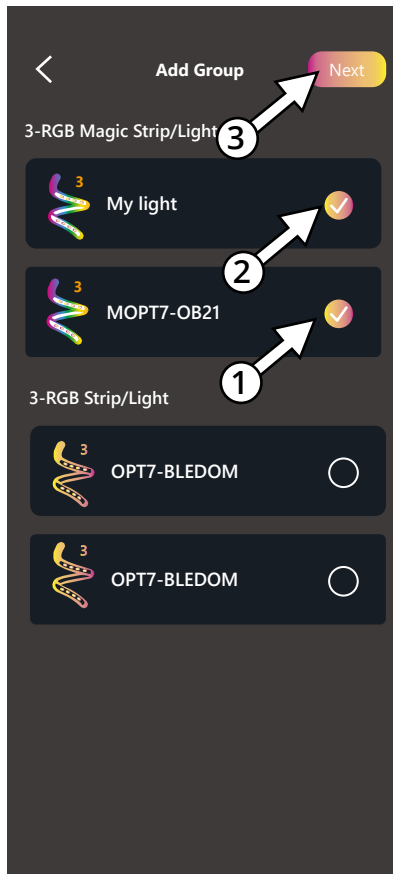 Add Group
Next
3
3-RGB Magic Strip/Light
3
My light
2
3
MOPT7-OB21
1
3-RGB Strip/Light
3
OPT7-BLEDOM
3
OPT7-BLEDOM